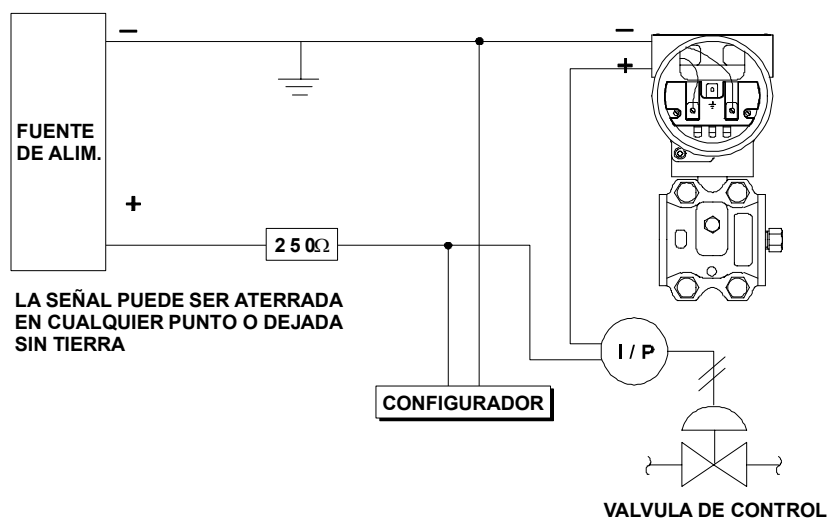 –
–
+
FUENTE
DE ALIM.
+
250Ω
LA SEÑAL PUEDE SER ATERRADA
EN CUALQUIER PUNTO O DEJADA
SIN TIERRA
I / P
CONFIGURADOR
VALVULA DE CONTROL